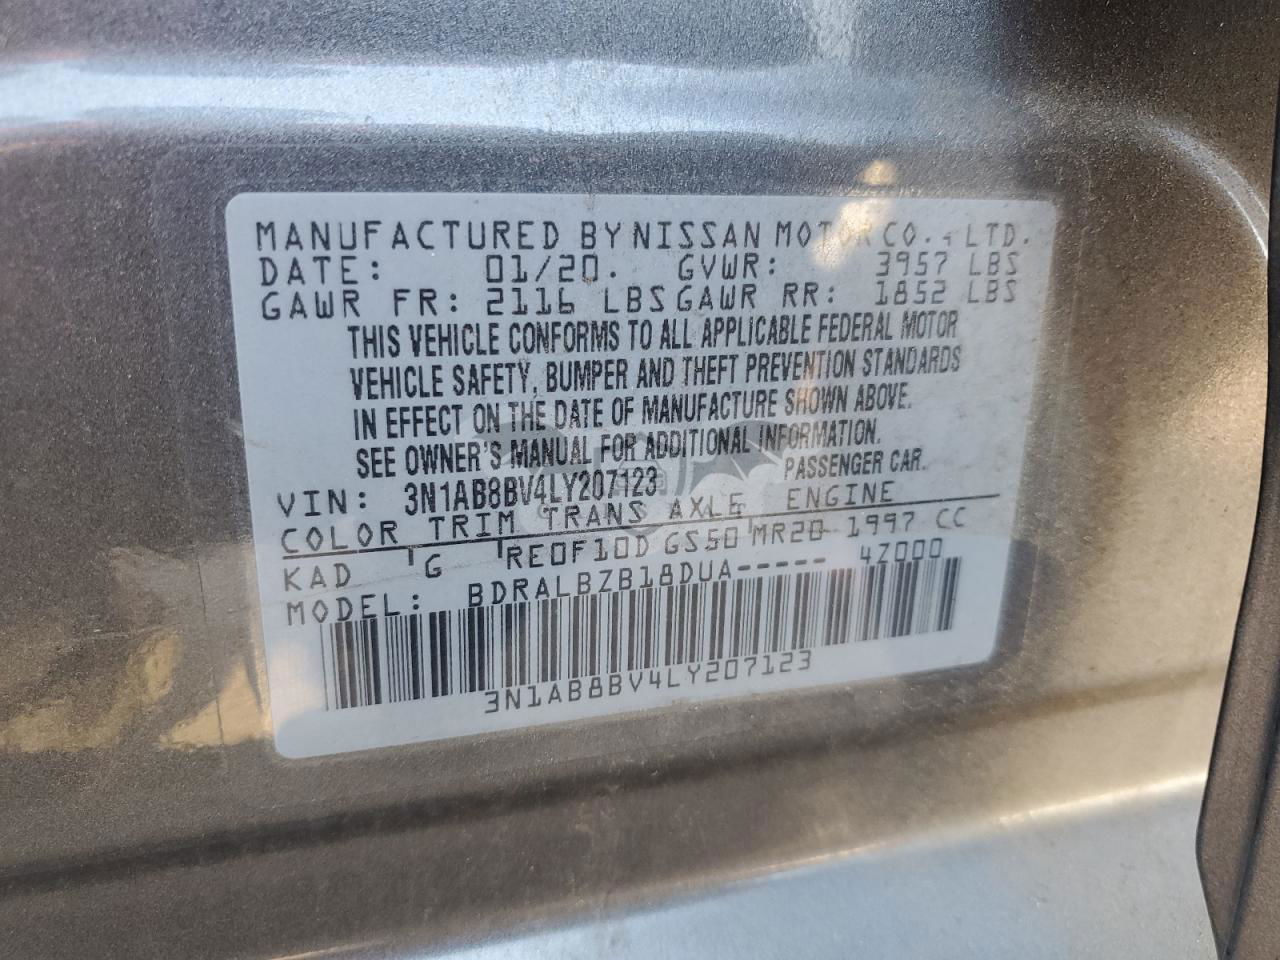 MANUFACTURED BY NISSAN MOTOR CO., LTD.
DATE: 01/20. GVWR: 3957 LBS
GAWR FR: 2116 LBS GAWR RR: 1852 LBS
THIS VEHICLE CONFORMS TO ALL APPLICABLE FEDERAL MOTOR
VEHICLE SAFETY, BUMPER AND THEFT PREVENTION STANDARDS
IN EFFECT ON THE DATE OF MANUFACTURE SHOWN ABOVE.
SEE OWNER'S MANUAL FOR ADDITIONAL INFORMATION.
VIN: 3N1AB8BV4LY207123 PASSENGER CAR.
COLOR TRIM TRANS AXLE ENGINE
KAD G RE0F10D GS50 MR20 1997 CC
MODEL: BDRALBZB18DUA----- 4Z000
3N1AB8BV4LY207123